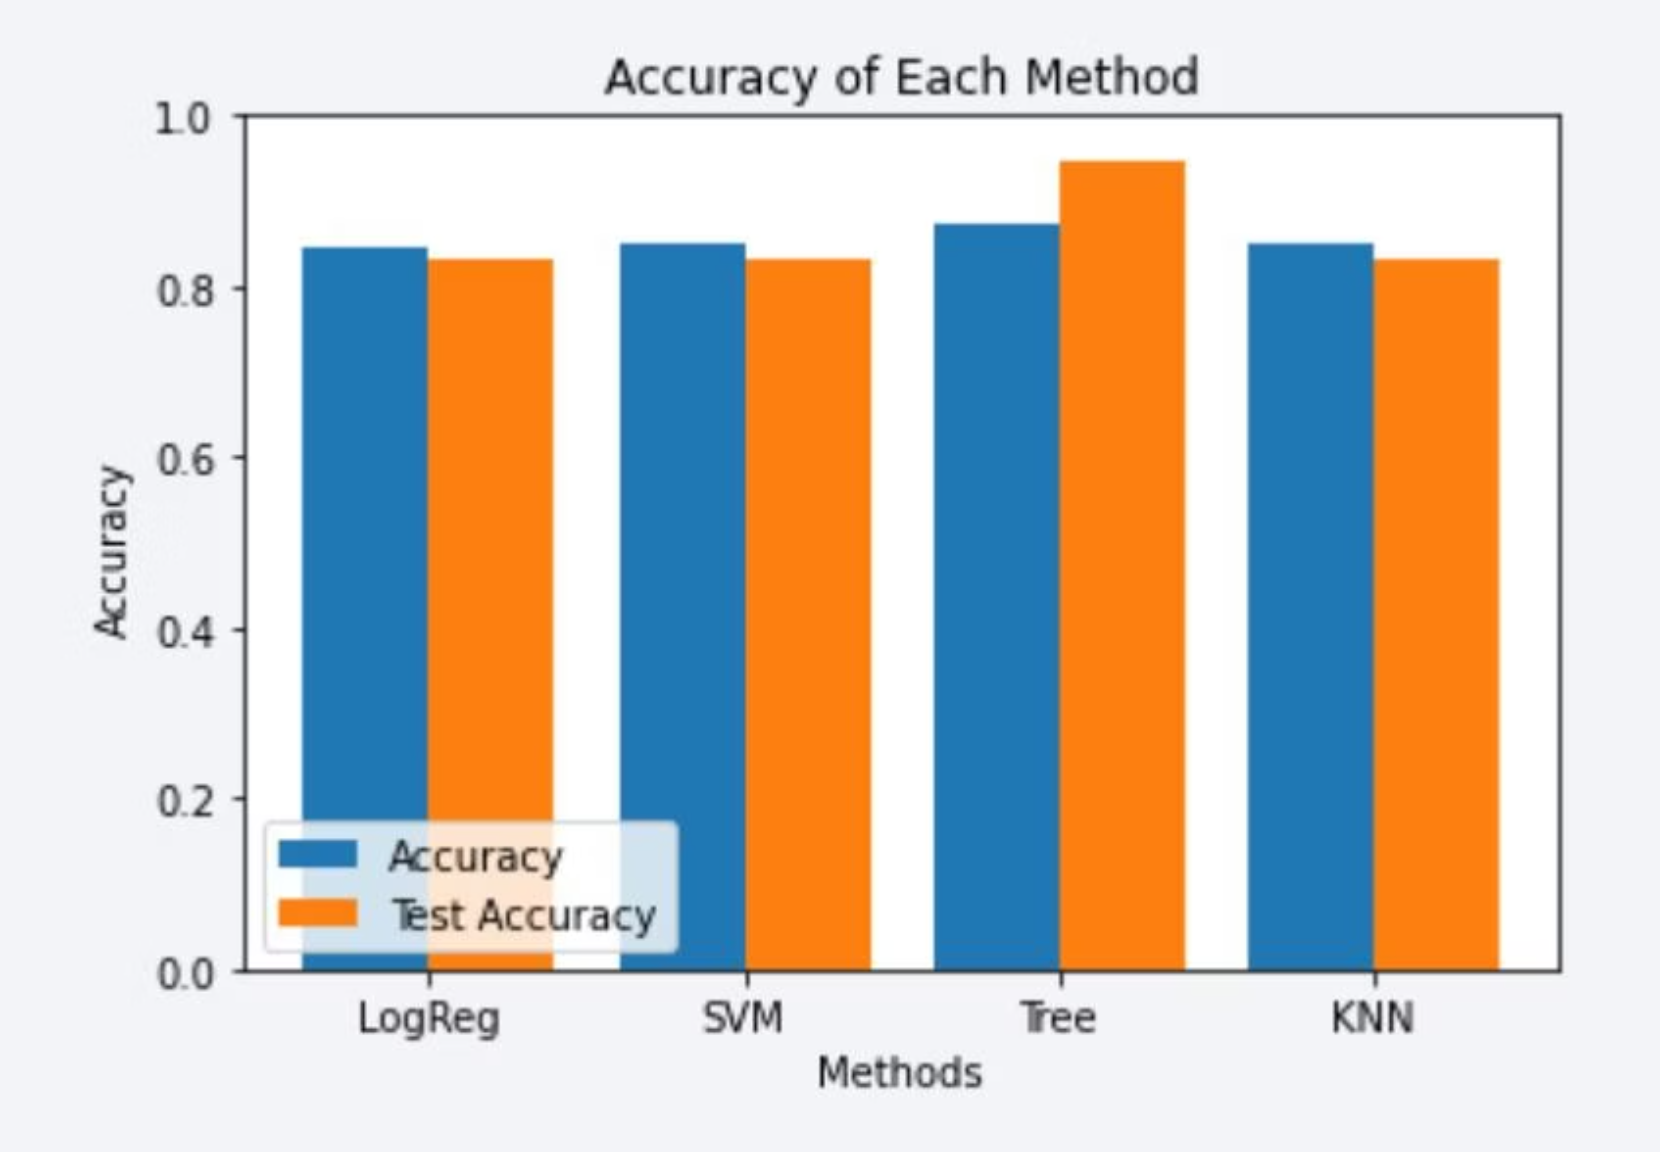 Accuracy of Each Method
1.0
0.8
0.6
0.4
0.2
0.0
Accuracy
Accuracy
Test Accuracy
LogReg SVM Tree KNN
Methods